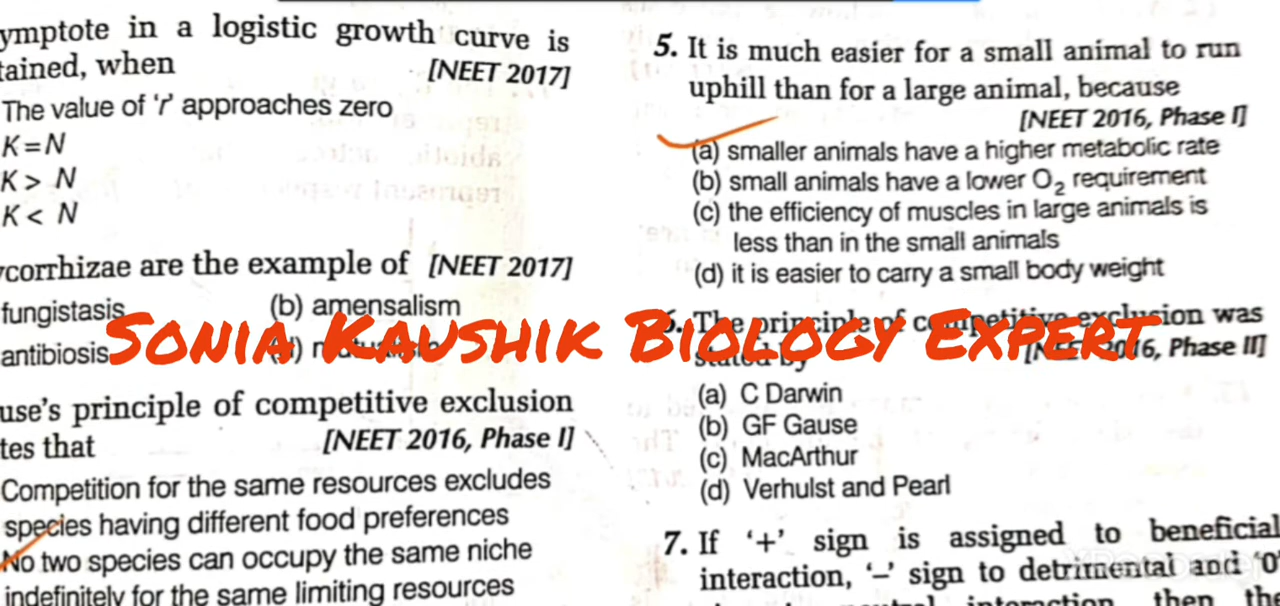 ymptote in a logistic growth curve is
tained, when [NEET 2017]
The value of 'r' approaches zero
K=N
K > N
K < N
ycorrhizae are the example of [NEET 2017]
fungistasis (b) amensalism
antibiosis
use's principle of competitive exclusion
tes that [NEET 2016, Phase I]
Competition for the same resources excludes
species having different food preferences
No two species can occupy the same niche
indefinitely for the same limiting resources
5. It is much easier for a small animal to run
uphill than for a large animal, because
[NEET 2016, Phase I]
(a) smaller animals have a higher metabolic rate
(b) small animals have a lower O₂ requirement
(c) the efficiency of muscles in large animals is
less than in the small animals
(d) it is easier to carry a small body weight
6. The principle of competitive exclusion was
stated by [NEET 2016, Phase II]
(a) C Darwin
(b) GF Gause
(c) MacArthur
(d) Verhulst and Pearl
7. If '+' sign is assigned to beneficial
interaction, '–' sign to detrimental and '0'
interaction then the
Sonia Kaushik Biology Expert